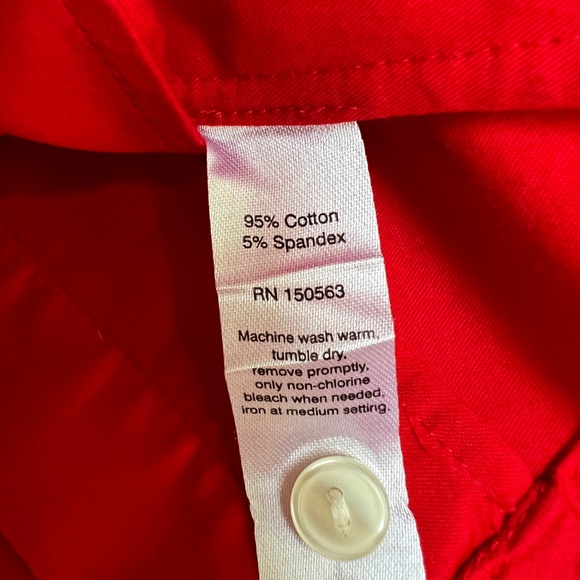 95% Cotton
5% Spandex
RN 150563
Machine wash warm,
tumble dry,
remove promptly,
only non-chlorine
bleach when needed,
iron at medium setting.